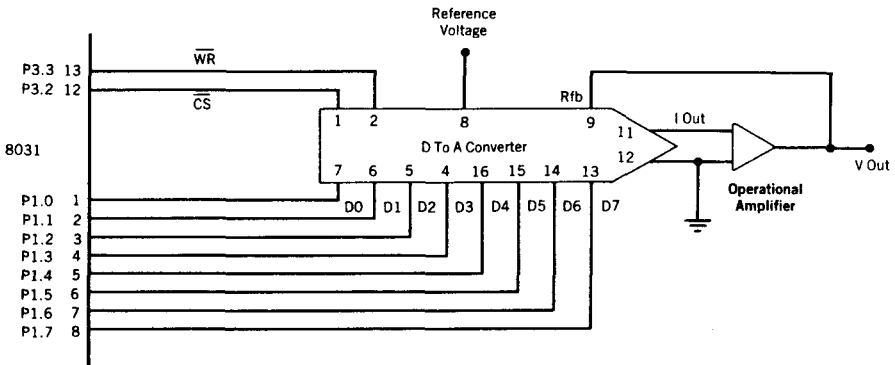 Reference
Voltage
P3.3 13 W̅R̅
P3.2 12 C̅S̅
Rfb
1 2 8 9 11 I Out
D To A Converter
12
8031
7 6 5 4 16 15 14 13
V Out
Operational
Amplifier
P1.0 1
D0 D1 D2 D3 D4 D5 D6 D7
P1.1 2
P1.2 3
P1.3 4
P1.4 5
P1.5 6
P1.6 7
P1.7 8